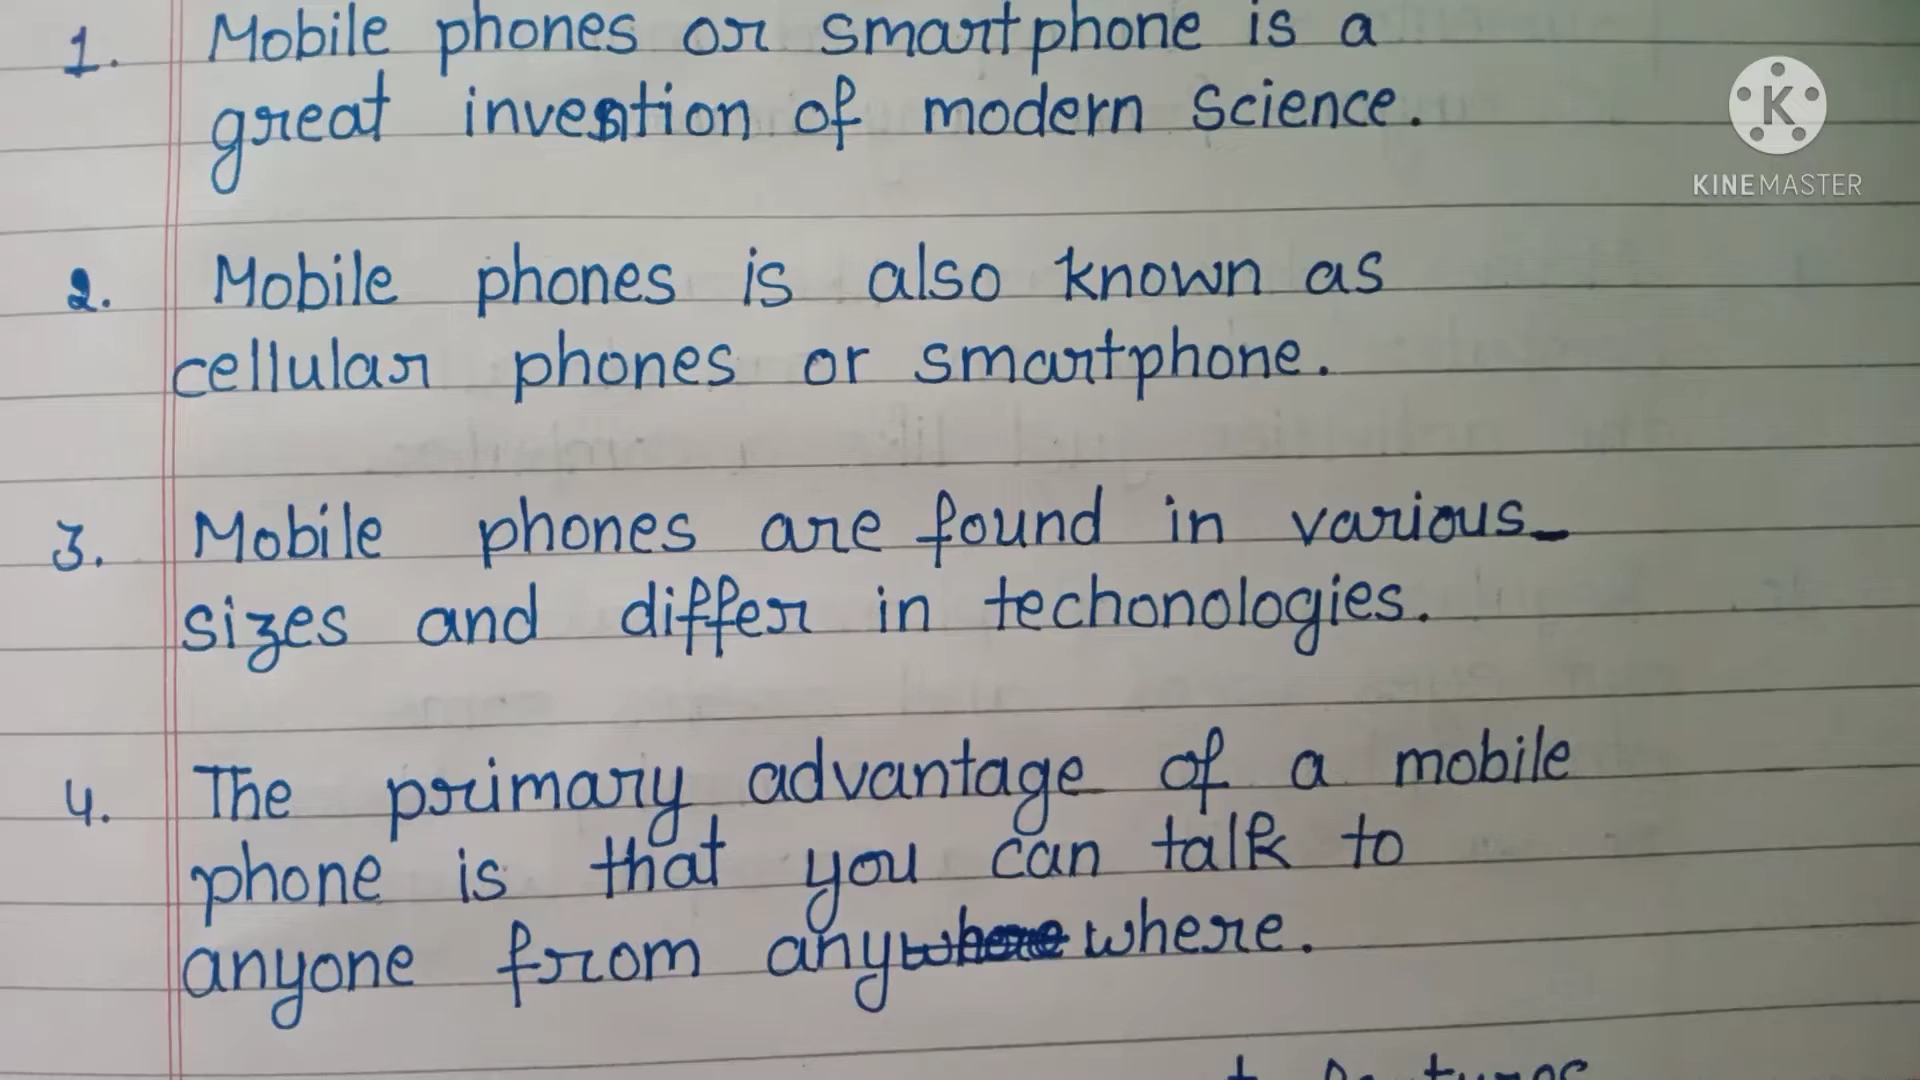 1. Mobile phones or smartphone is a
great invention of modern science.
2. Mobile phones is also known as
cellular phones or smartphone.
3. Mobile phones are found in various
sizes and differ in techonologies.
4. The primary advantage of a mobile
phone is that you can talk to
anyone from anywhere.
KINEMASTER